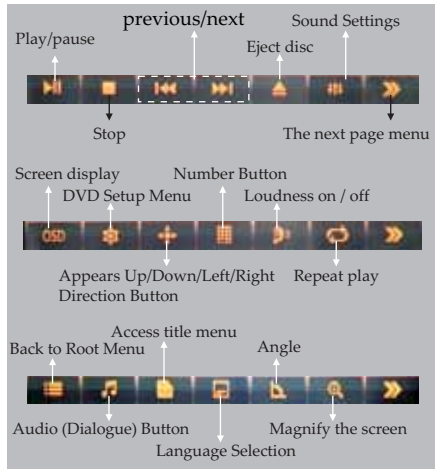 previous/next
Sound Settings
Play/pause
Eject disc
Stop
The next page menu
Screen display
Number Button
DVD Setup Menu
Loudness on / off
OSD
Appears Up/Down/Left/Right
Direction Button
Repeat play
Access title menu
Back to Root Menu
Angle
Audio (Dialogue) Button
Magnify the screen
Language Selection